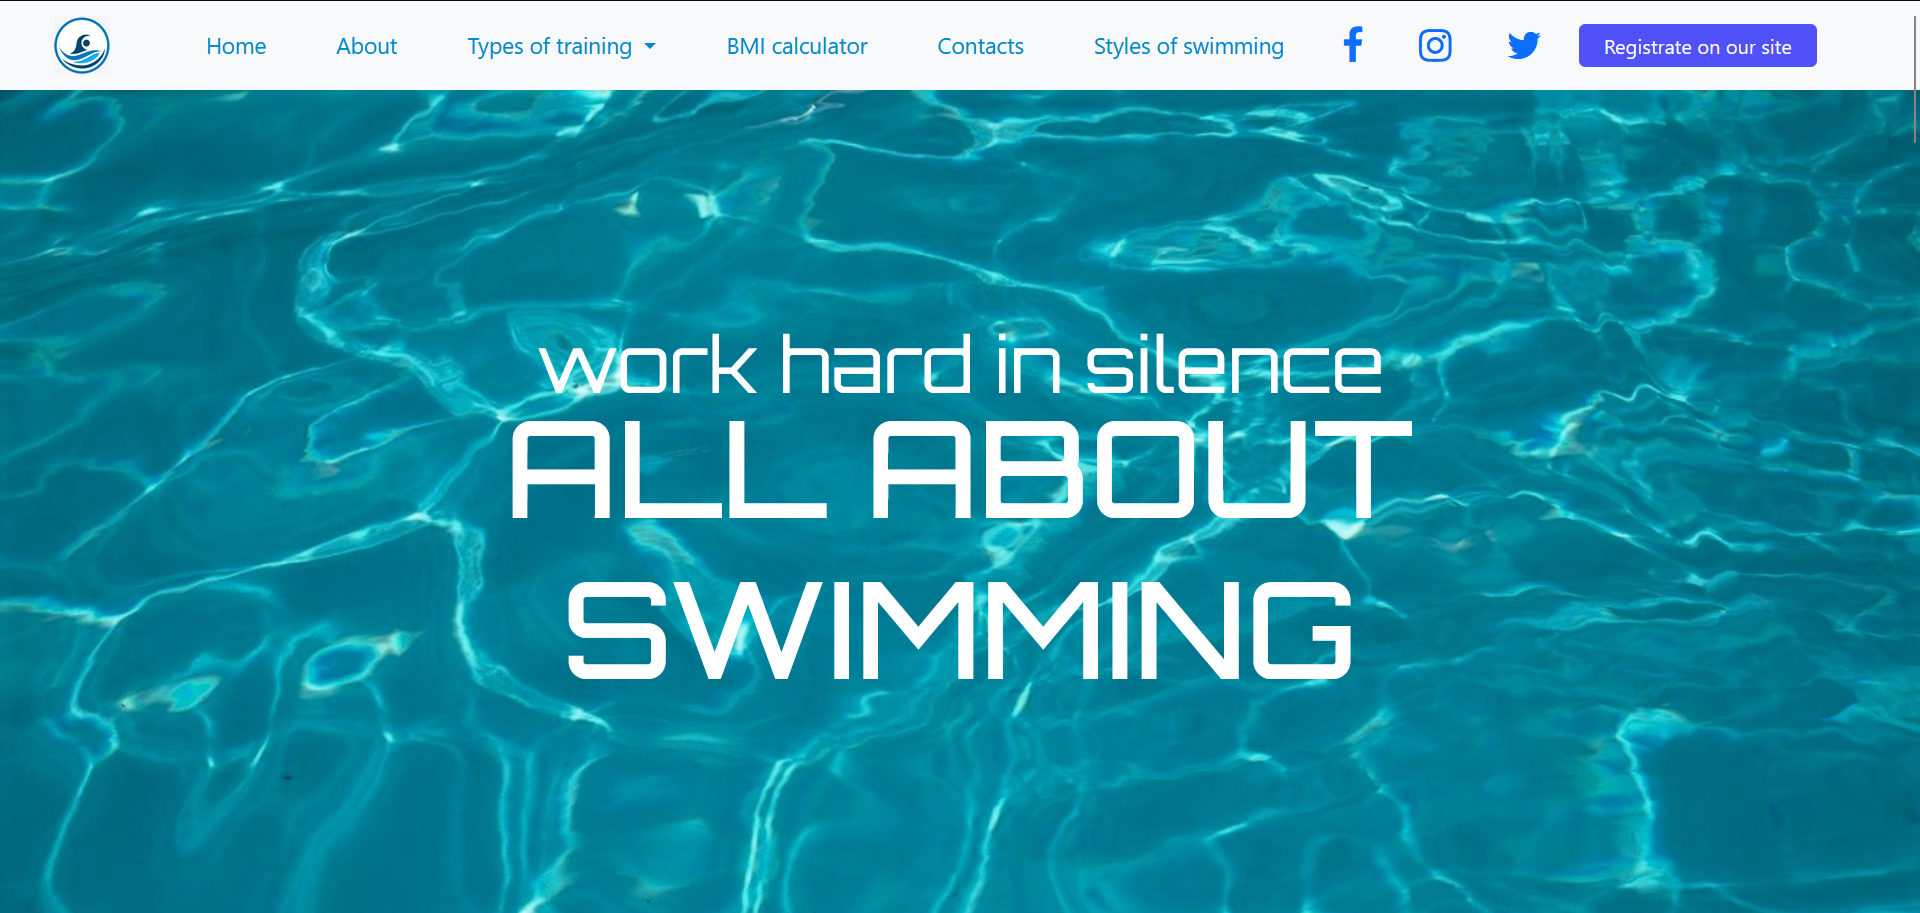 Home About Types of training BMI calculator Contacts Styles of swimming Registrate on our site
work hard in silence
ALL ABOUT
SWIMMING